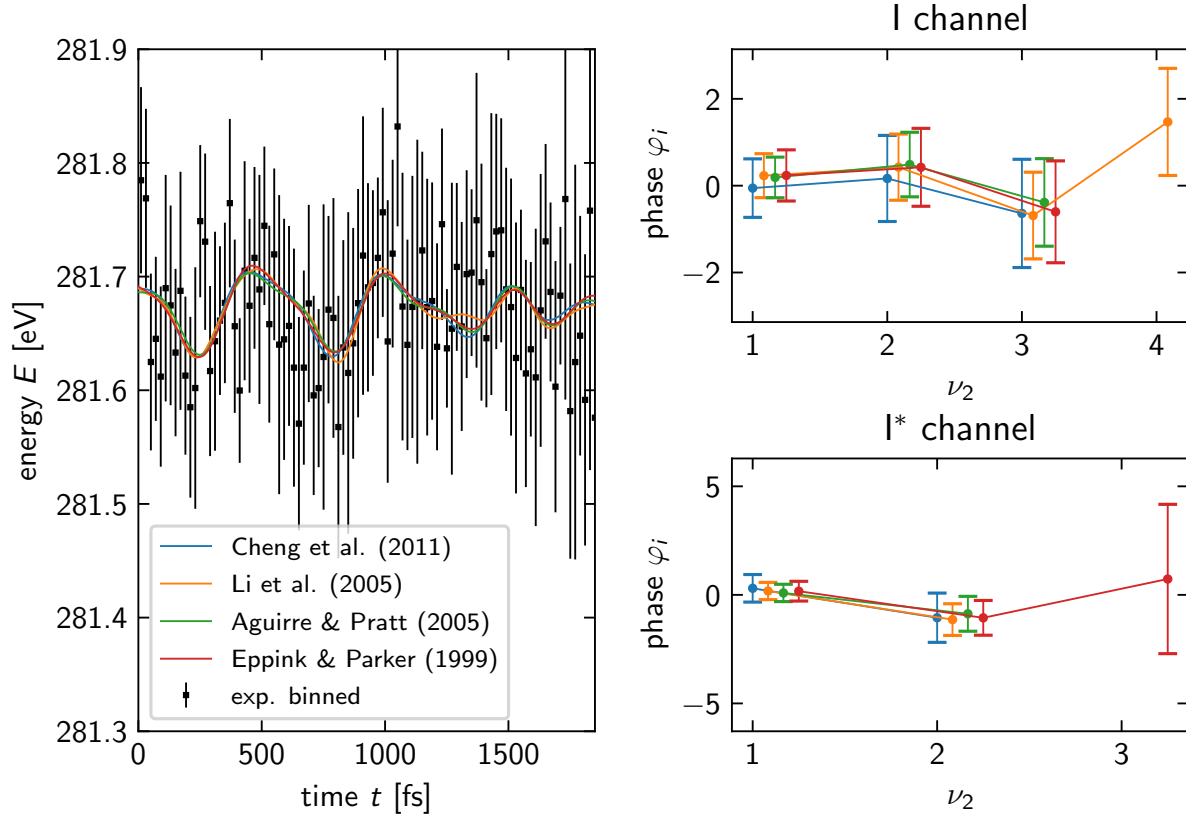 281.9
281.8
281.7
281.6
281.5
281.4
281.3
energy E [eV]
0
500
1000
1500
time t [fs]
Cheng et al. (2011)
Li et al. (2005)
Aguirre & Pratt (2005)
Eppink & Parker (1999)
exp. binned
I channel
2
0
−2
phase φi
1
2
3
4
ν2
I* channel
5
0
−5
phase φi
1
2
3
ν2